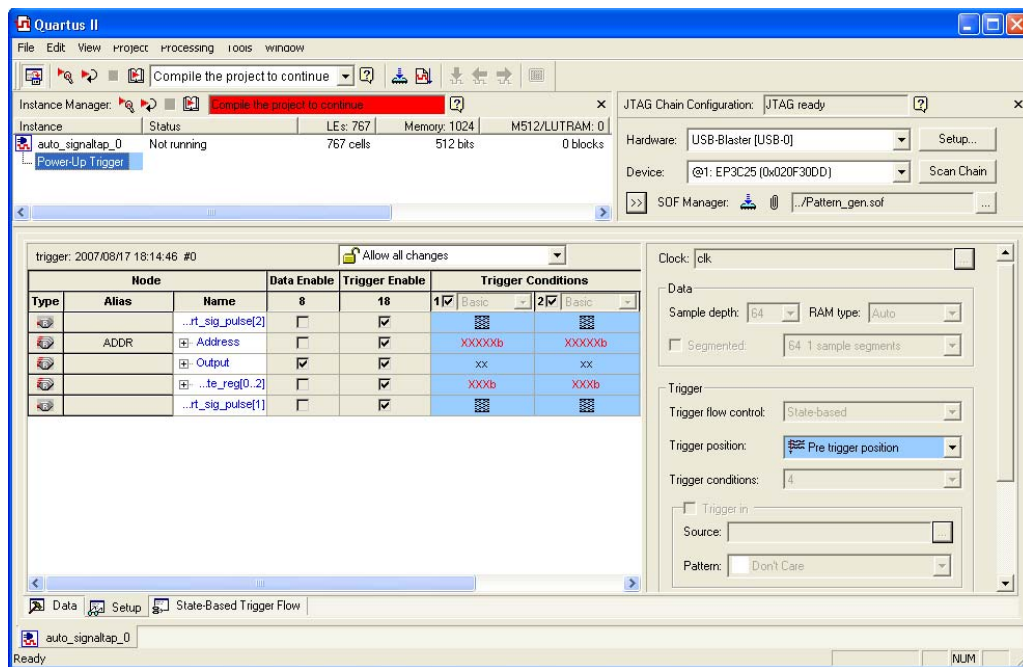 Quartus II
File Edit View Project Processing Tools Window
Compile the project to continue
Instance Manager: Compile the project to continue
Instance Status LEs: 767 Memory: 1024 M512/LUTRAM: 0
auto_signaltap_0 Not running 767 cells 512 bits 0 blocks
Power-Up Trigger
JTAG Chain Configuration: JTAG ready
Hardware: USB-Blaster [USB-0] Setup...
Device: @1: EP3C25 (0x020F30DD) Scan Chain
>> SOF Manager: ../Pattern_gen.sof ...
trigger: 2007/08/17 18:14:46 #0 Allow all changes
Node Data Enable Trigger Enable Trigger Conditions
Type Alias Name 8 18 1 Basic 2 Basic
...rt_sig_pulse[2]
ADDR Address XXXXXb XXXXXb
Output XX XX
...te_reg[0..2] XXXb XXXb
...rt_sig_pulse[1]
Clock: clk ...
Data
Sample depth: 64 RAM type: Auto
Segmented: 64 1 sample segments
Trigger
Trigger flow control: State-based
Trigger position: Pre trigger position
Trigger conditions: 4
Trigger in
Source: ...
Pattern: Don't Care
Data Setup State-Based Trigger Flow
auto_signaltap_0
Ready NUM